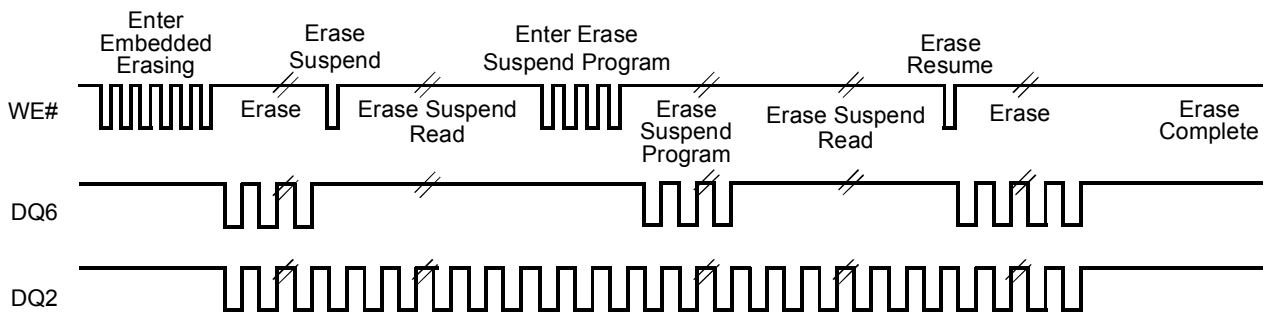 Enter
Embedded
Erasing
Erase
Suspend
Enter Erase
Suspend Program
Erase
Resume
WE#
Erase
Erase Suspend
Read
Erase
Suspend
Program
Erase Suspend
Read
Erase
Erase
Complete
DQ6
DQ2